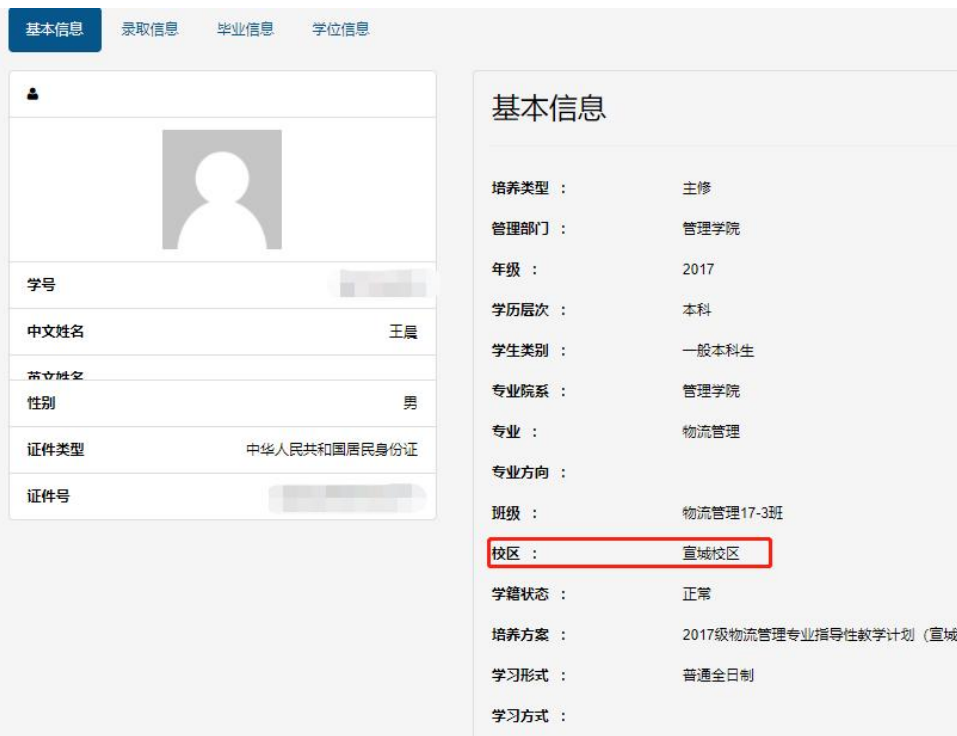 基本信息 录取信息 毕业信息 学位信息
学号
中文姓名 王晨
英文姓名
性别 男
证件类型 中华人民共和国居民身份证
证件号
基本信息
培养类型 : 主修
管理部门 : 管理学院
年级 : 2017
学历层次 : 本科
学生类别 : 一般本科生
专业院系 : 管理学院
专业 : 物流管理
专业方向 :
班级 : 物流管理17-3班
校区 : 宣城校区
学籍状态 : 正常
培养方案 : 2017级物流管理专业指导性教学计划（宣城
学习形式 : 普通全日制
学习方式 :